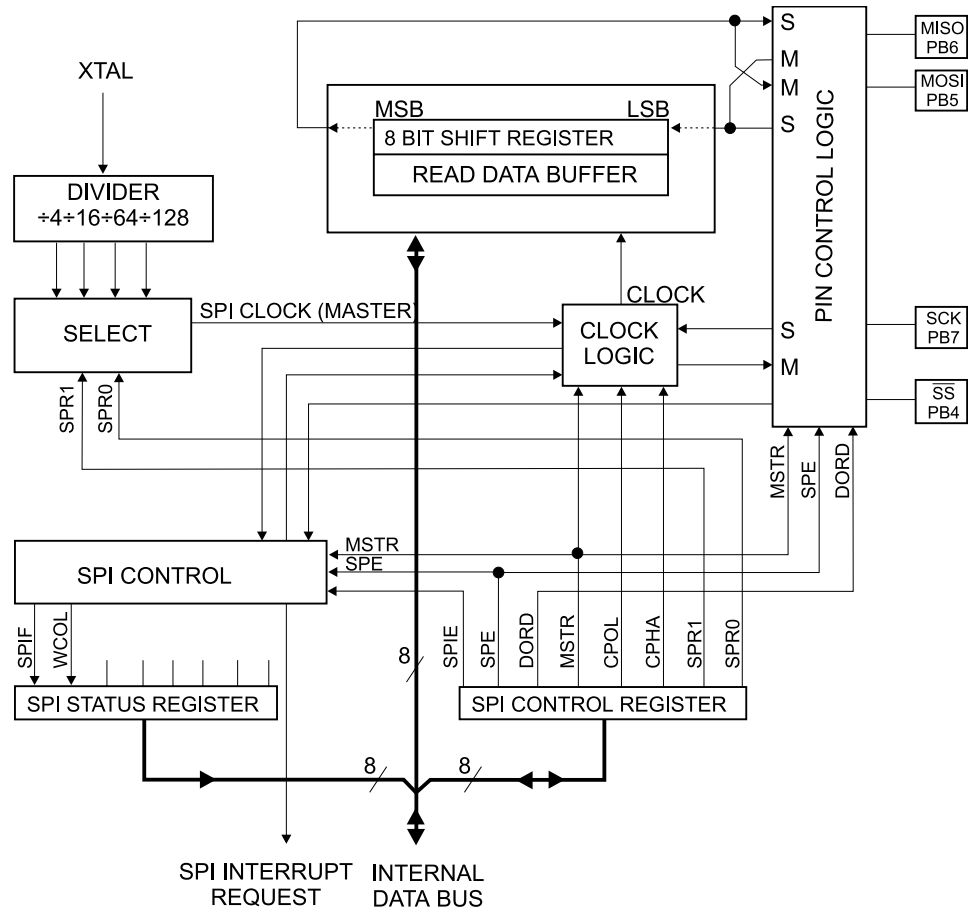 S
MISO
PB6
M
XTAL
MOSI
PB5
M
MSB
LSB
S
8 BIT SHIFT REGISTER
READ DATA BUFFER
DIVIDER
÷4÷16÷64÷128
PIN CONTROL LOGIC
SPI CLOCK (MASTER)
CLOCK
SELECT
CLOCK
LOGIC
S
SCK
PB7
M
SPR1
SPR0
SS
PB4
MSTR
SPE
DORD
MSTR
SPE
SPI CONTROL
SPIF
WCOL
8
SPIE
SPE
DORD
MSTR
CPOL
CPHA
SPR1
SPR0
SPI STATUS REGISTER
SPI CONTROL REGISTER
8
8
SPI INTERRUPT
REQUEST
INTERNAL
DATA BUS